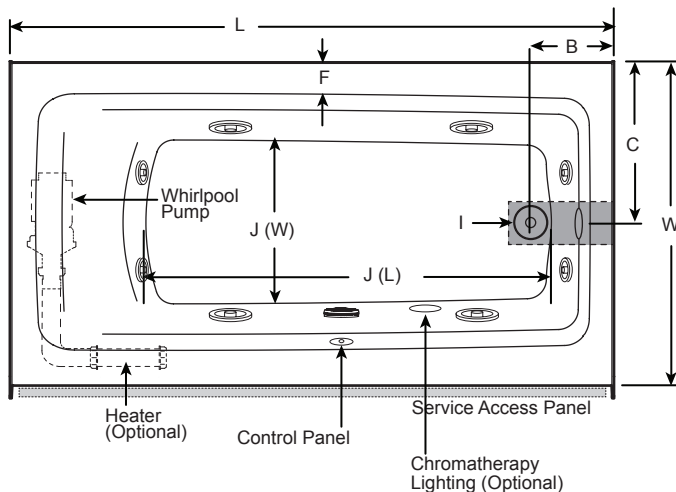 L
B
F
C
Whirlpool
Pump
J (W)
I
W
J (L)
Heater
(Optional)
Control Panel
Service Access Panel
Chromatherapy
Lighting (Optional)